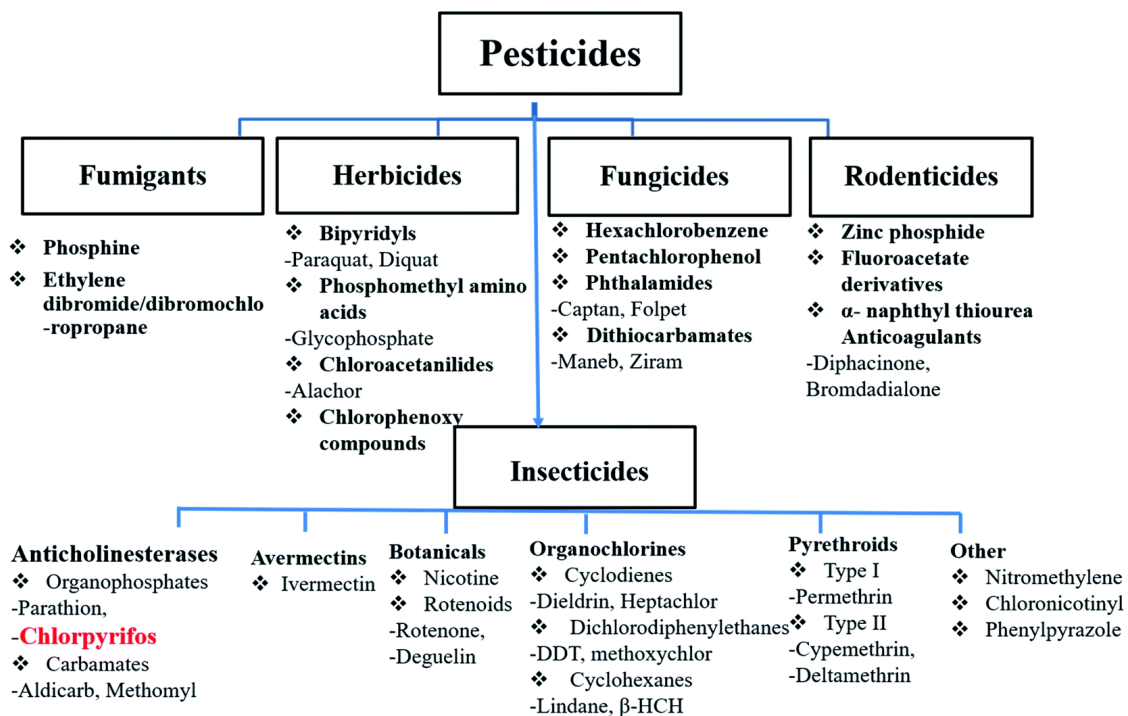 Pesticides
Fumigants
❖ Phosphine
❖ Ethylene
dibromide/dibromochlo
-ropropane
Herbicides
❖ Bipyridyls
-Paraquat, Diquat
❖ Phosphomethyl amino
acids
-Glycophosphate
❖ Chloroacetanilides
-Alachor
❖ Chlorophenoxy
compounds
Fungicides
❖ Hexachlorobenzene
❖ Pentachlorophenol
❖ Phthalamides
-Captan, Folpet
❖ Dithiocarbamates
-Maneb, Ziram
Rodenticides
❖ Zinc phosphide
❖ Fluoroacetate
derivatives
❖ α- naphthyl thiourea
Anticoagulants
-Diphacinone,
Bromdadialone
Insecticides
Anticholinesterases
❖ Organophosphates
-Parathion,
-Chlorpyrifos
❖ Carbamates
-Aldicarb, Methomyl
Avermectins
❖ Ivermectin
Botanicals
❖ Nicotine
❖ Rotenoids
-Rotenone,
-Deguelin
Organochlorines
❖ Cyclodienes
-Dieldrin, Heptachlor
❖ Dichlorodiphenylethanes
-DDT, methoxychlor
❖ Cyclohexanes
-Lindane, β-HCH
Pyrethroids
❖ Type I
-Permethrin
❖ Type II
-Cypemethrin,
-Deltamethrin
Other
❖ Nitromethylene
❖ Chloronicotinyl
❖ Phenylpyrazole